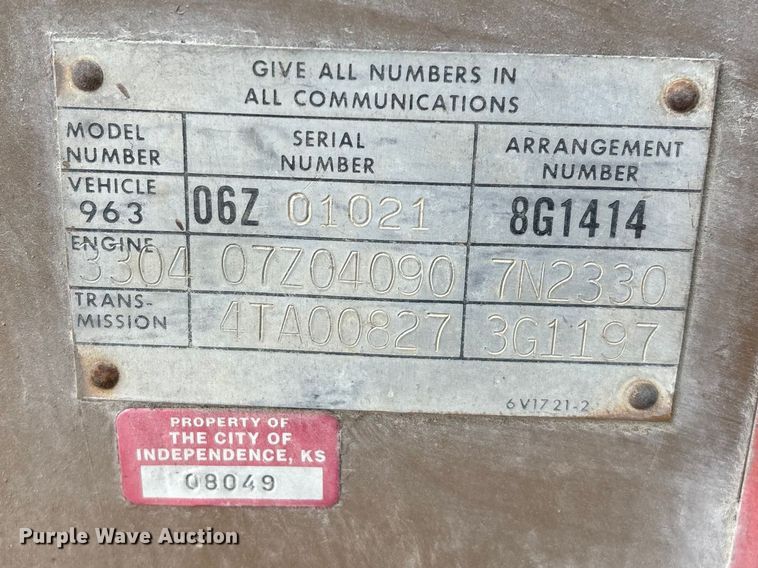 GIVE ALL NUMBERS IN
ALL COMMUNICATIONS
MODEL NUMBER SERIAL NUMBER ARRANGEMENT NUMBER
VEHICLE 963 06Z 01021 8G1414
ENGINE 3304 07Z04090 7N2330
TRANS-MISSION 4TA00827 3G1197
6V1721-2
PROPERTY OF
THE CITY OF
INDEPENDENCE, KS
08049
Purple Wave Auction